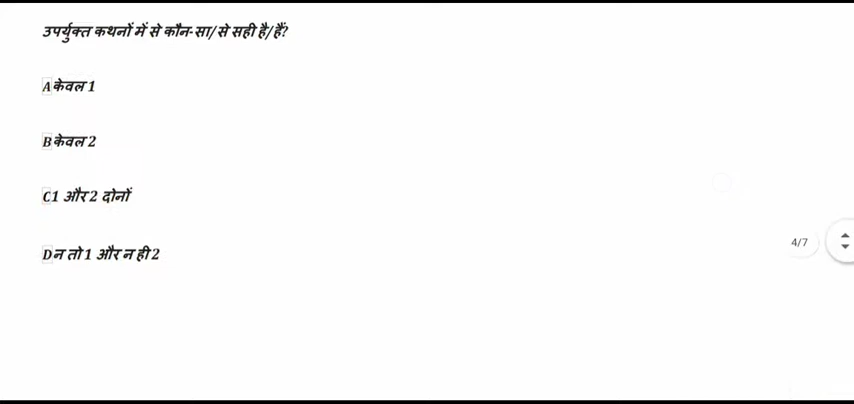 उपर्युक्त कथनों में से कौन-सा/से सही है/हैं?
A केवल 1
B केवल 2
C 1 और 2 दोनों
4/7
D न तो 1 और न ही 2